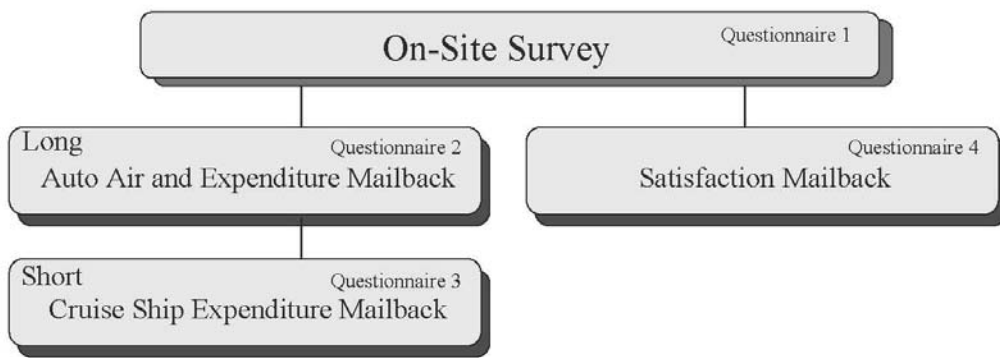 On-Site Survey
Questionnaire 1
Long
Questionnaire 2
Auto Air and Expenditure Mailback
Questionnaire 4
Satisfaction Mailback
Short
Questionnaire 3
Cruise Ship Expenditure Mailback